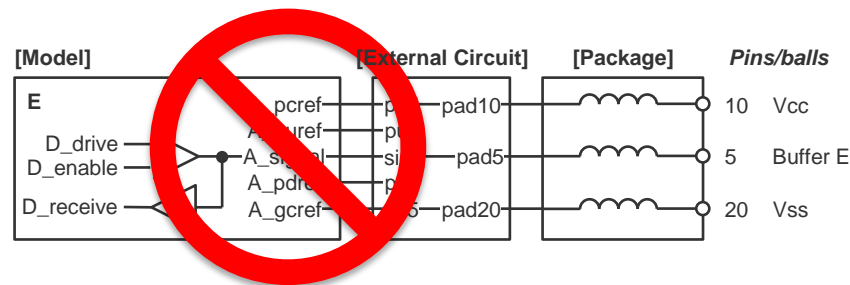 [Model] [External Circuit] [Package] Pins/balls
E
pcref pad10 10 Vcc
D_drive
D_enable A_signal pad5 5 Buffer E
D_receive A_gcref pad20 20 Vss